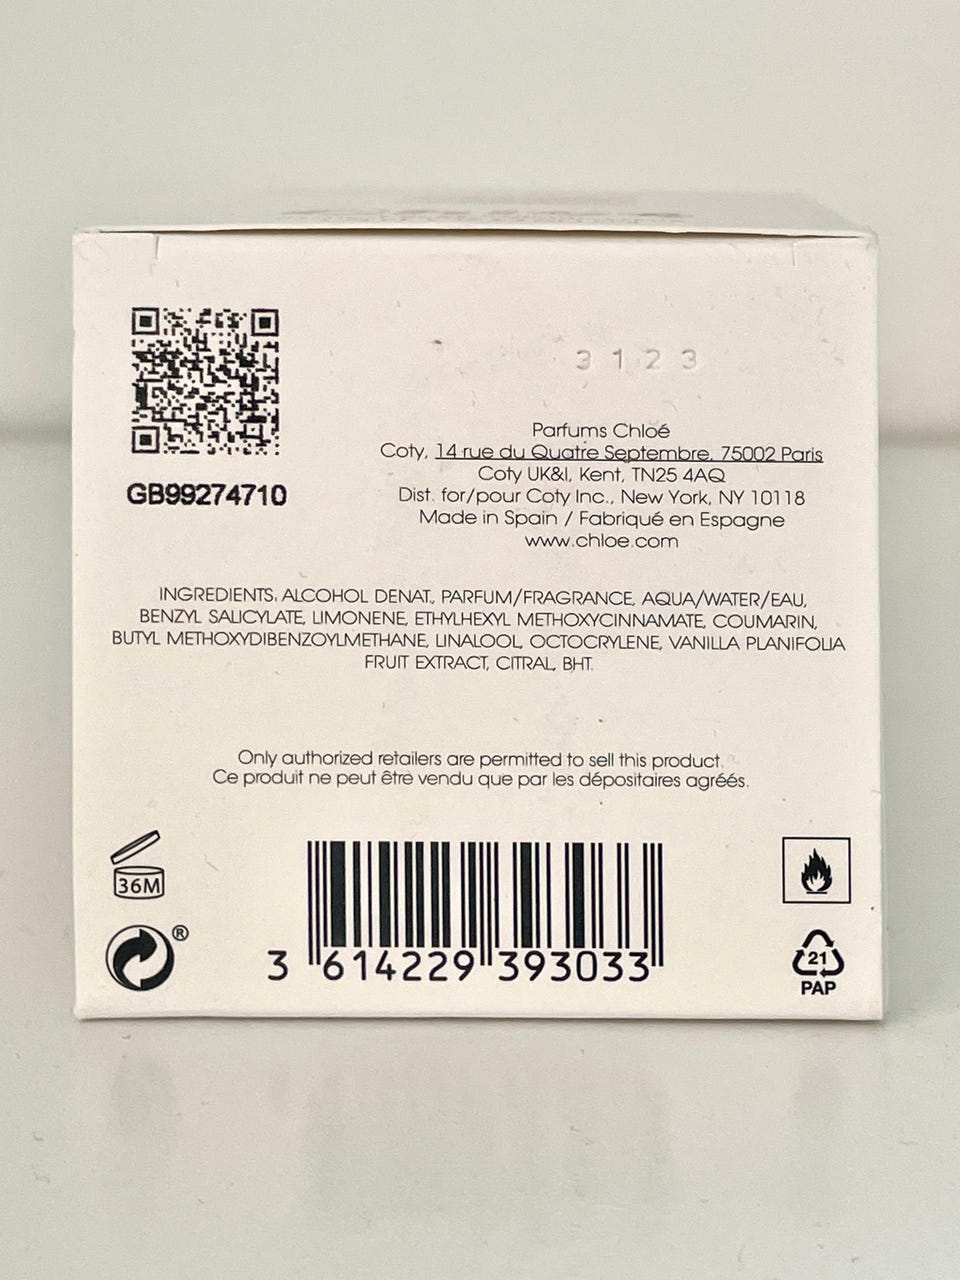 3123
GB99274710
Parfums Chloé
Coty, 14 rue du Quatre Septembre, 75002 Paris
Coty UK&I, Kent, TN25 4AQ
Dist. for/pour Coty Inc., New York, NY 10118
Made in Spain / Fabriqué en Espagne
www.chloe.com
INGREDIENTS: ALCOHOL DENAT., PARFUM/FRAGRANCE, AQUA/WATER/EAU,
BENZYL SALICYLATE, LIMONENE, ETHYLHEXYL METHOXYCINNAMATE, COUMARIN,
BUTYL METHOXYDIBENZOYLMETHANE, LINALOOL, OCTOCRYLENE, VANILLA PLANIFOLIA
FRUIT EXTRACT, CITRAL, BHT.
Only authorized retailers are permitted to sell this product.
Ce produit ne peut être vendu que par les dépositaires agréés.
36M
®
3 614229 393033
21
PAP